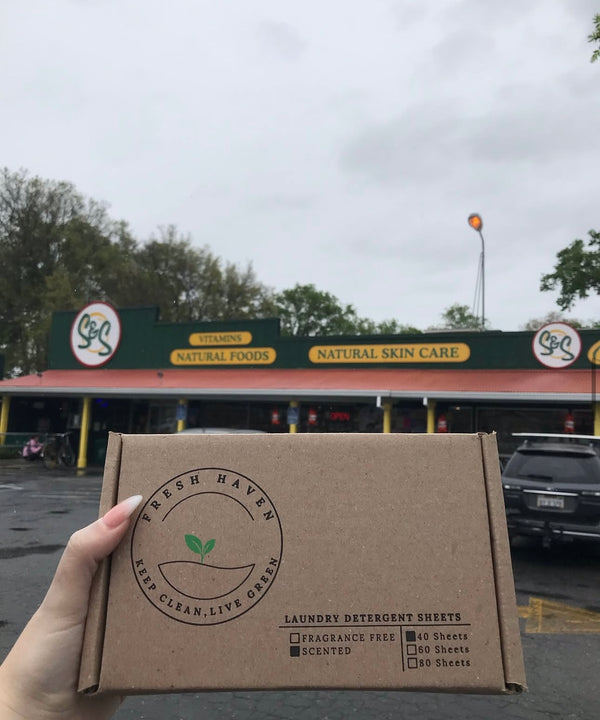 S&S
VITAMINS
NATURAL FOODS
NATURAL SKIN CARE
S&S
OPEN
FRESH HAVEN
KEEP CLEAN, LIVE GREEN
LAUNDRY DETERGENT SHEETS
FRAGRANCE FREE
SCENTED
40 Sheets
60 Sheets
80 Sheets